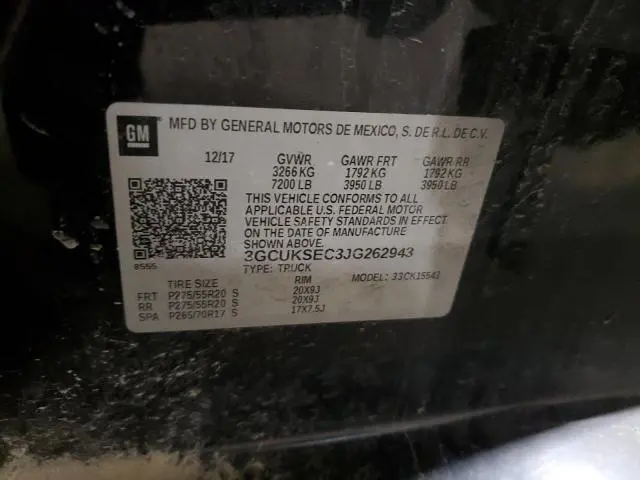 GM
MFD BY GENERAL MOTORS DE MEXICO, S. DE R.L. DE C.V.
12/17 GVWR GAWR FRT GAWR RR
3266 KG 1792 KG 1792 KG
7200 LB 3950 LB 3950 LB
THIS VEHICLE CONFORMS TO ALL
APPLICABLE U.S. FEDERAL MOTOR
VEHICLE SAFETY STANDARDS IN EFFECT
ON THE DATE OF MANUFACTURE
SHOWN ABOVE.
3GCUKSEC3JG262943
8555 TYPE: TRUCK MODEL: 33CK15543
TIRE SIZE RIM
FRT P275/55R20 S 20X9J
RR P275/55R20 S 20X9J
SPA P265/70R17 S 17X7.5J